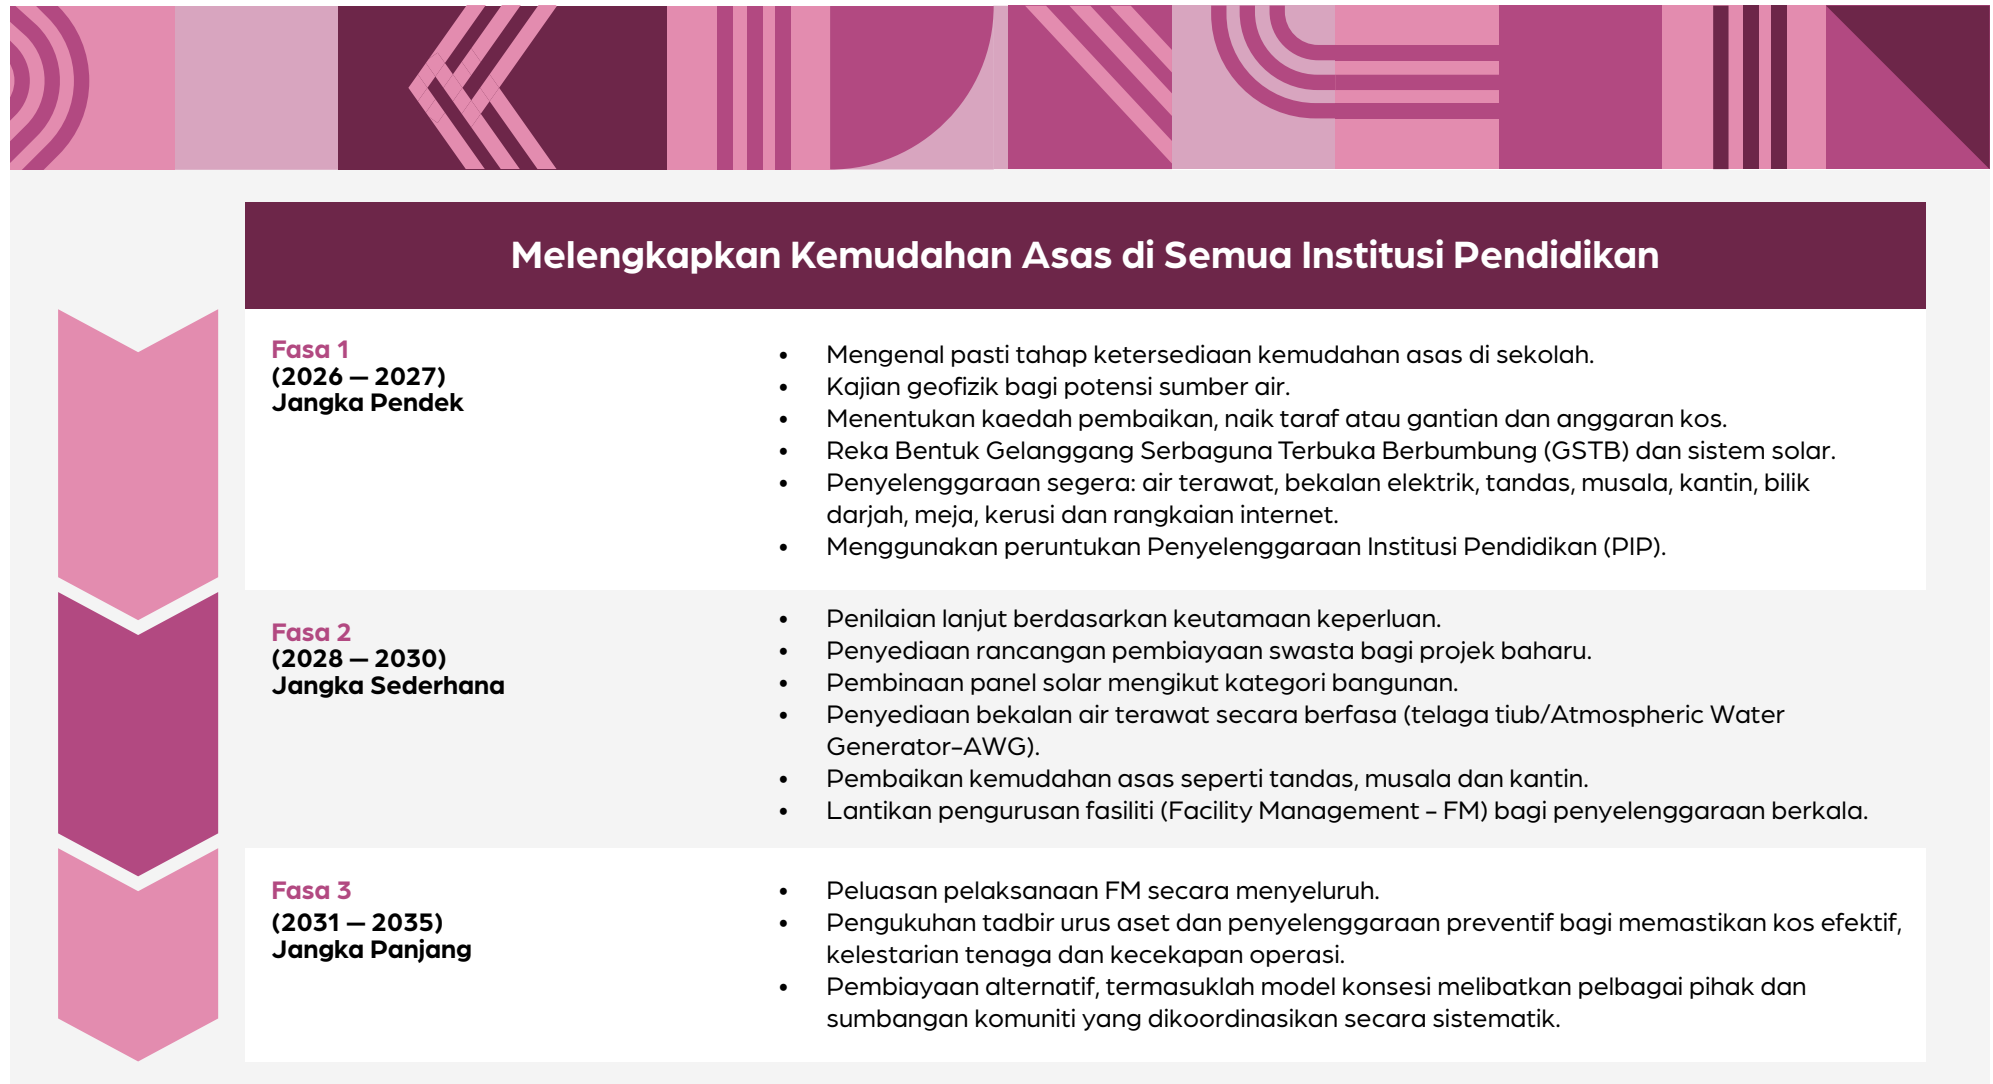 Melengkapkan Kemudahan Asas di Semua Institusi Pendidikan
Fasa 1
(2026 — 2027)
Jangka Pendek
• Mengenal pasti tahap ketersediaan kemudahan asas di sekolah.
• Kajian geofizik bagi potensi sumber air.
• Menentukan kaedah pembaikan, naik taraf atau gantian dan anggaran kos.
• Reka Bentuk Gelanggang Serbaguna Terbuka Berbumbung (GSTB) dan sistem solar.
• Penyelenggaraan segera: air terawat, bekalan elektrik, tandas, musala, kantin, bilik
darjah, meja, kerusi dan rangkaian internet.
• Menggunakan peruntukan Penyelenggaraan Institusi Pendidikan (PIP).
Fasa 2
(2028 — 2030)
Jangka Sederhana
• Penilaian lanjut berdasarkan keutamaan keperluan.
• Penyediaan rancangan pembiayaan swasta bagi projek baharu.
• Pembinaan panel solar mengikut kategori bangunan.
• Penyediaan bekalan air terawat secara berfasa (telaga tiub/Atmospheric Water
Generator-AWG).
• Pembaikan kemudahan asas seperti tandas, musala dan kantin.
• Lantikan pengurusan fasiliti (Facility Management - FM) bagi penyelenggaraan berkala.
Fasa 3
(2031 — 2035)
Jangka Panjang
• Peluasan pelaksanaan FM secara menyeluruh.
• Pengukuhan tadbir urus aset dan penyelenggaraan preventif bagi memastikan kos efektif,
kelestarian tenaga dan kecekapan operasi.
• Pembiayaan alternatif, termasuklah model konsesi melibatkan pelbagai pihak dan
sumbangan komuniti yang dikoordinasikan secara sistematik.